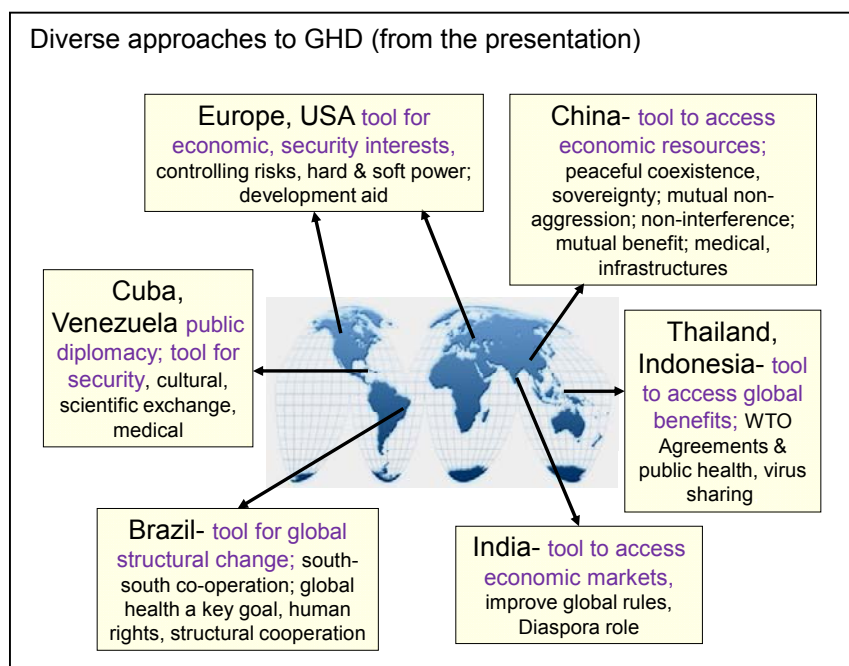 Diverse approaches to GHD (from the presentation)
Europe, USA tool for
economic, security interests,
controlling risks, hard & soft power;
development aid
China- tool to access
economic resources;
peaceful coexistence,
sovereignty; mutual non-
aggression; non-interference;
mutual benefit; medical,
infrastructures
Cuba,
Venezuela public
diplomacy; tool for
security, cultural,
scientific exchange,
medical
Thailand,
Indonesia- tool
to access global
benefits; WTO
Agreements &
public health, virus
sharing
Brazil- tool for global
structural change; south-
south co-operation; global
health a key goal, human
rights, structural cooperation
India- tool to access
economic markets,
improve global rules,
Diaspora role